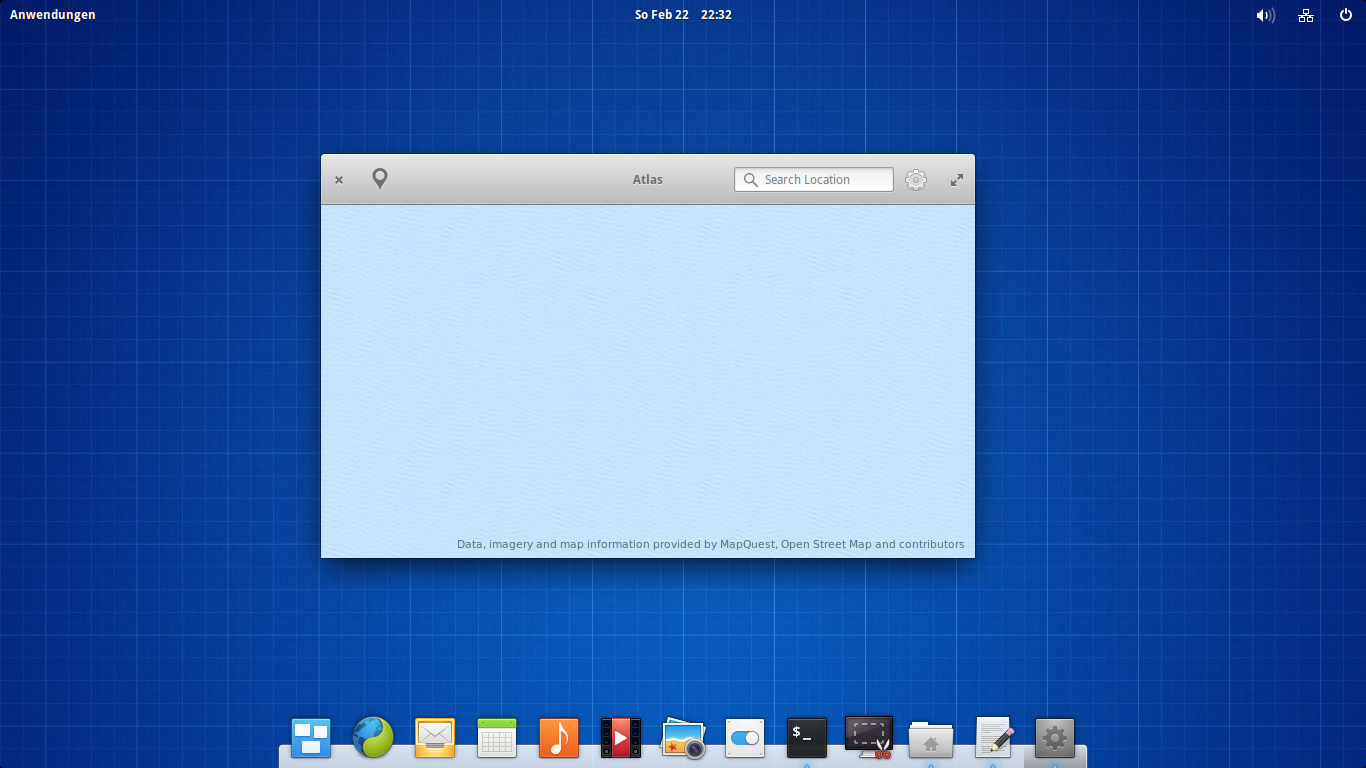 Anwendungen
So Feb 22 22:32
Atlas
Search Location
Data, imagery and map information provided by MapQuest, Open Street Map and contributors
$_